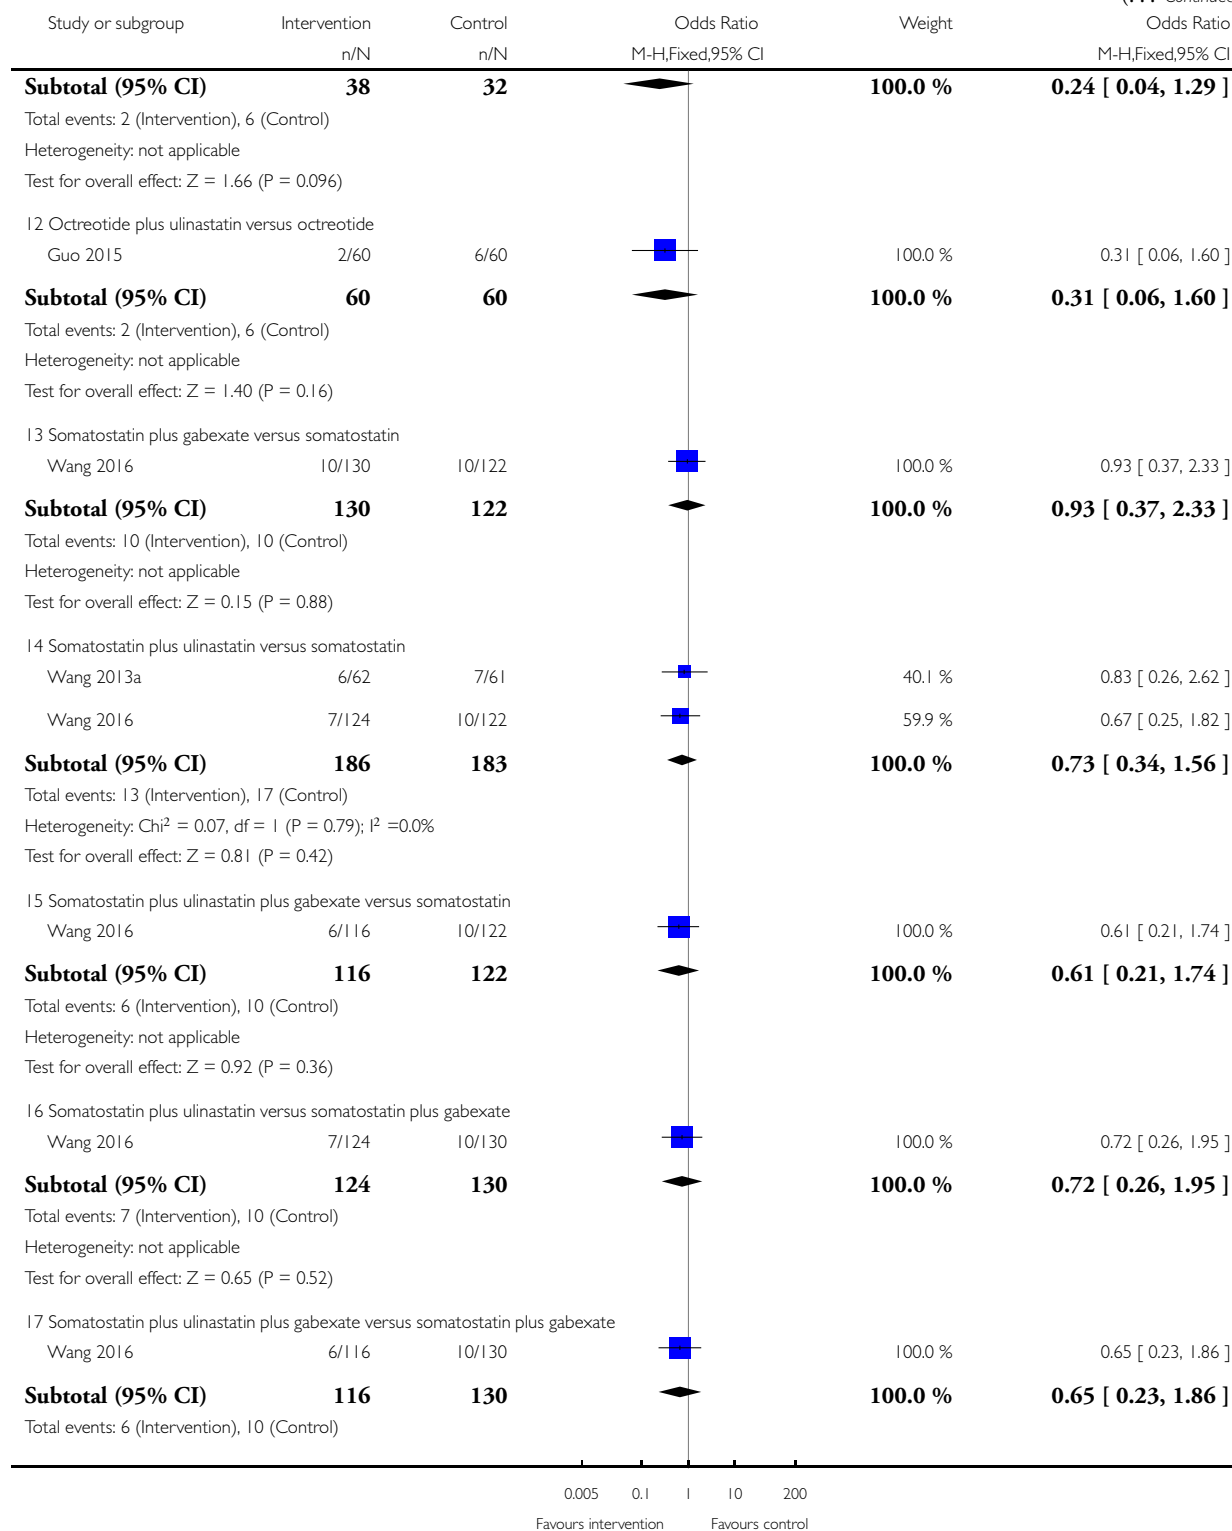 (. . . Continued
Study or subgroup Intervention Control Odds Ratio Weight Odds Ratio
n/N n/N M-H,Fixed,95% CI M-H,Fixed,95% CI
Subtotal (95% CI) 38 32 100.0 % 0.24 [ 0.04, 1.29 ]
Total events: 2 (Intervention), 6 (Control)
Heterogeneity: not applicable
Test for overall effect: Z = 1.66 (P = 0.096)
12 Octreotide plus ulinastatin versus octreotide
Guo 2015 2/60 6/60 100.0 % 0.31 [ 0.06, 1.60 ]
Subtotal (95% CI) 60 60 100.0 % 0.31 [ 0.06, 1.60 ]
Total events: 2 (Intervention), 6 (Control)
Heterogeneity: not applicable
Test for overall effect: Z = 1.40 (P = 0.16)
13 Somatostatin plus gabexate versus somatostatin
Wang 2016 10/130 10/122 100.0 % 0.93 [ 0.37, 2.33 ]
Subtotal (95% CI) 130 122 100.0 % 0.93 [ 0.37, 2.33 ]
Total events: 10 (Intervention), 10 (Control)
Heterogeneity: not applicable
Test for overall effect: Z = 0.15 (P = 0.88)
14 Somatostatin plus ulinastatin versus somatostatin
Wang 2013a 6/62 7/61 40.1 % 0.83 [ 0.26, 2.62 ]
Wang 2016 7/124 10/122 59.9 % 0.67 [ 0.25, 1.82 ]
Subtotal (95% CI) 186 183 100.0 % 0.73 [ 0.34, 1.56 ]
Total events: 13 (Intervention), 17 (Control)
Heterogeneity: Chi² = 0.07, df = 1 (P = 0.79); I² =0.0%
Test for overall effect: Z = 0.81 (P = 0.42)
15 Somatostatin plus ulinastatin plus gabexate versus somatostatin
Wang 2016 6/116 10/122 100.0 % 0.61 [ 0.21, 1.74 ]
Subtotal (95% CI) 116 122 100.0 % 0.61 [ 0.21, 1.74 ]
Total events: 6 (Intervention), 10 (Control)
Heterogeneity: not applicable
Test for overall effect: Z = 0.92 (P = 0.36)
16 Somatostatin plus ulinastatin versus somatostatin plus gabexate
Wang 2016 7/124 10/130 100.0 % 0.72 [ 0.26, 1.95 ]
Subtotal (95% CI) 124 130 100.0 % 0.72 [ 0.26, 1.95 ]
Total events: 7 (Intervention), 10 (Control)
Heterogeneity: not applicable
Test for overall effect: Z = 0.65 (P = 0.52)
17 Somatostatin plus ulinastatin plus gabexate versus somatostatin plus gabexate
Wang 2016 6/116 10/130 100.0 % 0.65 [ 0.23, 1.86 ]
Subtotal (95% CI) 116 130 100.0 % 0.65 [ 0.23, 1.86 ]
Total events: 6 (Intervention), 10 (Control)
0.005 0.1 1 10 200
Favours intervention Favours control